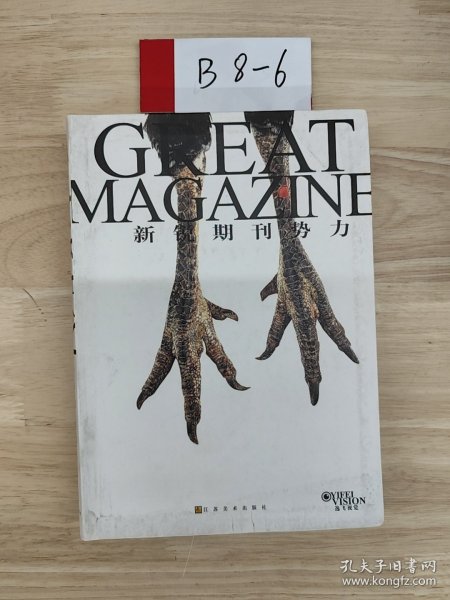 B 8-6
GREAT
MAGAZINE
新锐期刊势力
YIFEI
VISION
逸飞视觉
江苏美术出版社
孔夫子旧书网
www.kongfz.com